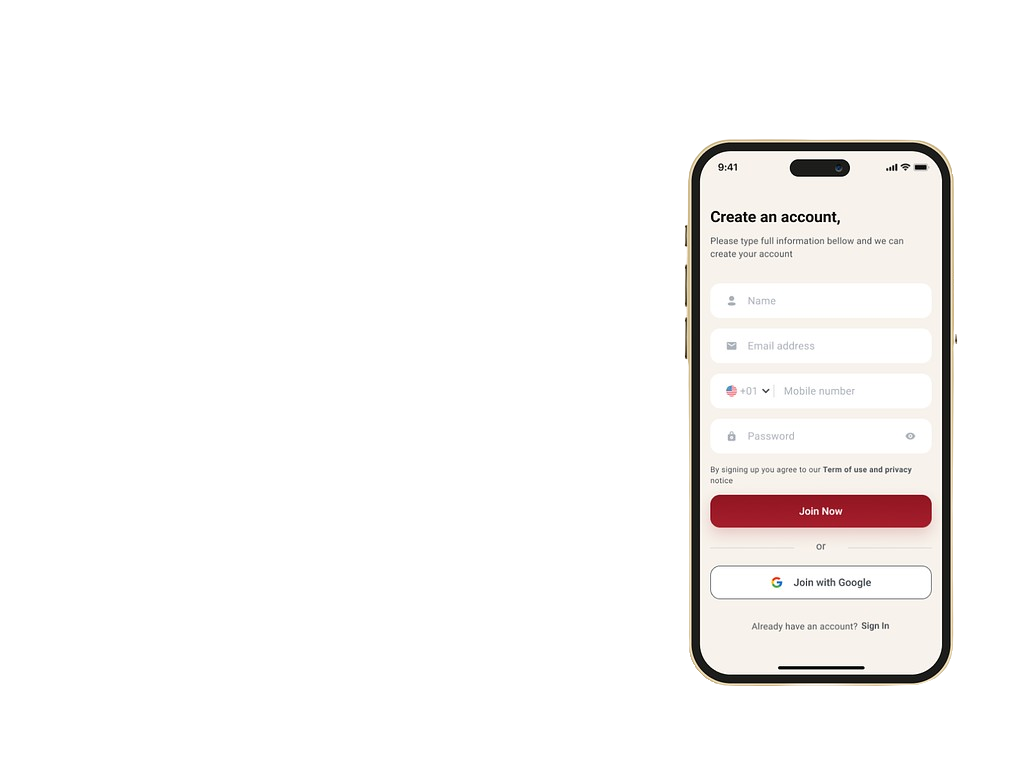 9:41
Create an account,
Please type full information bellow and we can
create your account
Name
Email address
+01 Mobile number
Password
By signing up you agree to our Term of use and privacy
notice
Join Now
or
Join with Google
Already have an account? Sign In